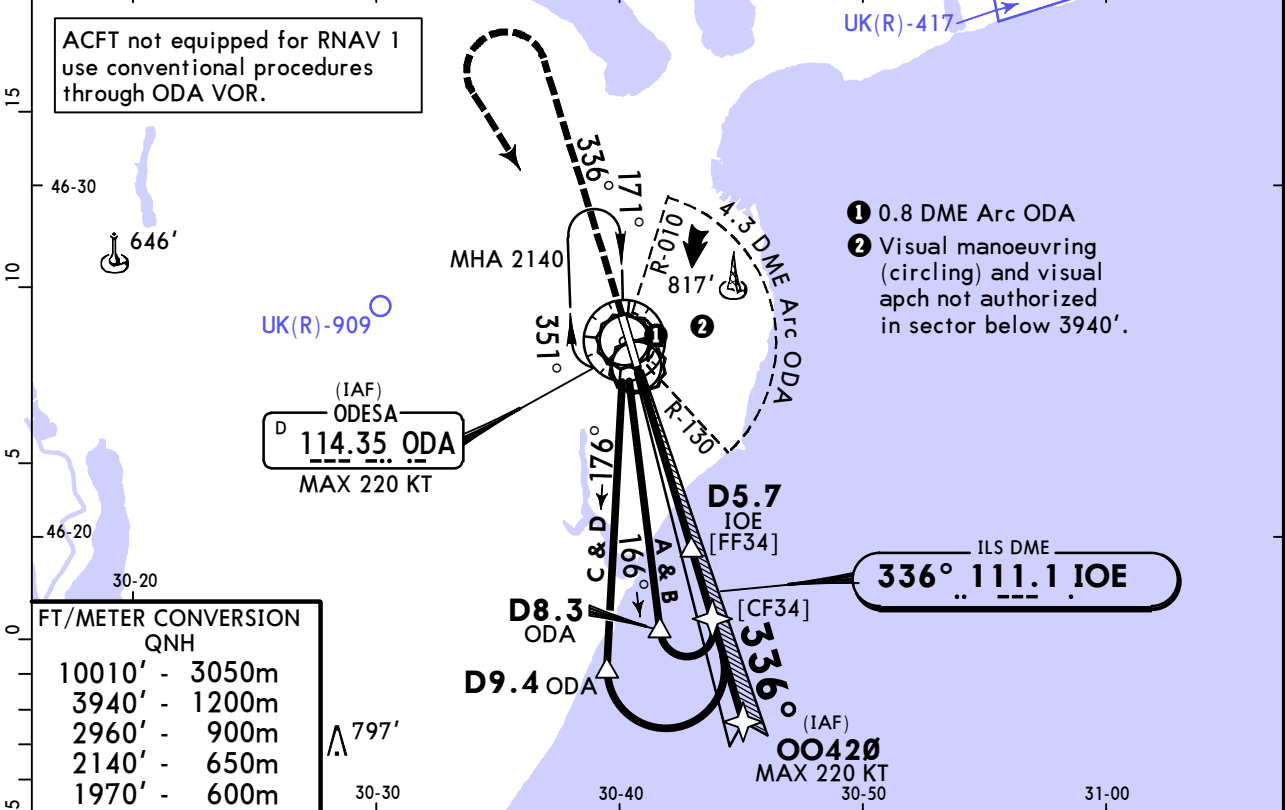 UK(R)-417
ACFT not equipped for RNAV 1
use conventional procedures
through ODA VOR.
15
46-30
646'
336°
171°
MHA 2140
R-010
4.3 DME Arc ODA
817'
❶ 0.8 DME Arc ODA
❷ Visual manoeuvring
(circling) and visual
apch not authorized
in sector below 3940'.
10
UK(R)-909
351°
❶
❷
(IAF)
ODESA
D 114.35 ODA
MAX 220 KT
R-130
5
176°
C & D
166°
A & B
D5.7
IOE
[FF34]
46-20
ILS DME
336° 111.1 IOE
30-20
D8.3
ODA
[CF34]
336°
D9.4 ODA
(IAF)
OO42Ø
MAX 220 KT
0
FT/METER CONVERSION
QNH
10010' - 3050m
3940' - 1200m
2960' - 900m
2140' - 650m
1970' - 600m
797'
5
30-30
30-40
30-50
31-00